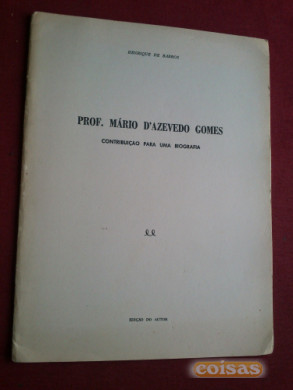 HENRIQUE DE BARROS
PROF. MÁRIO D'AZEVEDO GOMES
CONTRIBUIÇÃO PARA UMA BIOGRAFIA
EDIÇÃO DO AUTOR
coisas